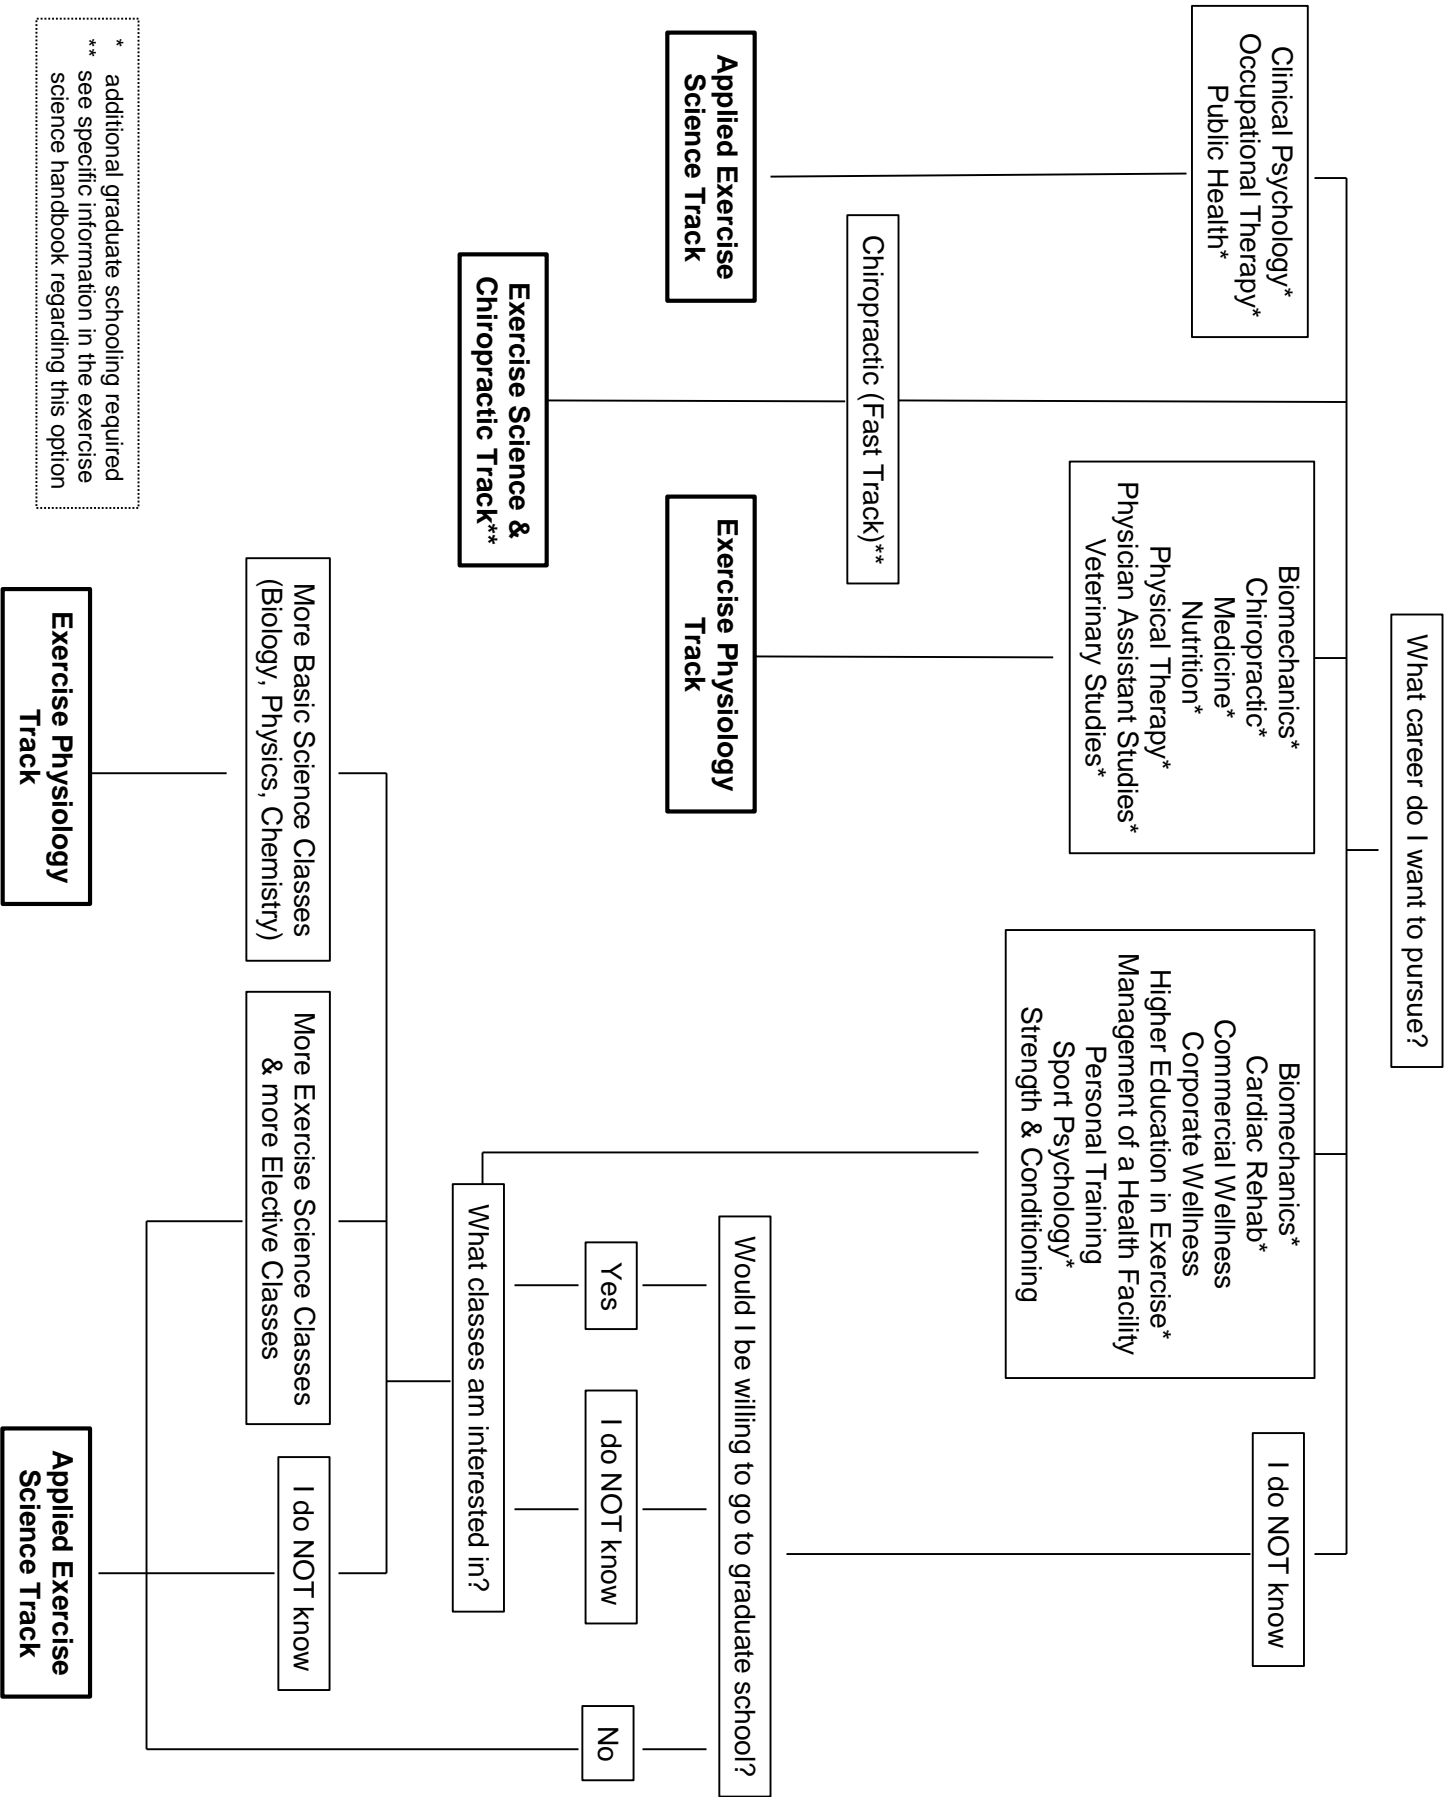 What career do I want to pursue?
Clinical Psychology*
Occupational Therapy*
Public Health*
Biomechanics*
Chiropractic*
Medicine*
Nutrition*
Physical Therapy*
Physician Assistant Studies*
Veterinary Studies*
Biomechanics*
Cardiac Rehab*
Commercial Wellness
Corporate Wellness
Higher Education in Exercise*
Management of a Health Facility
Personal Training
Sport Psychology*
Strength & Conditioning
I do NOT know
Chiropractic (Fast Track)**
Applied Exercise
Science Track
Exercise Physiology
Track
Would I be willing to go to graduate school?
Exercise Science &
Chiropractic Track**
Yes
I do NOT know
No
What classes am interested in?
More Basic Science Classes
(Biology, Physics, Chemistry)
More Exercise Science Classes
& more Elective Classes
I do NOT know
* additional graduate schooling required
** see specific information in the exercise
science handbook regarding this option
Exercise Physiology
Track
Applied Exercise
Science Track